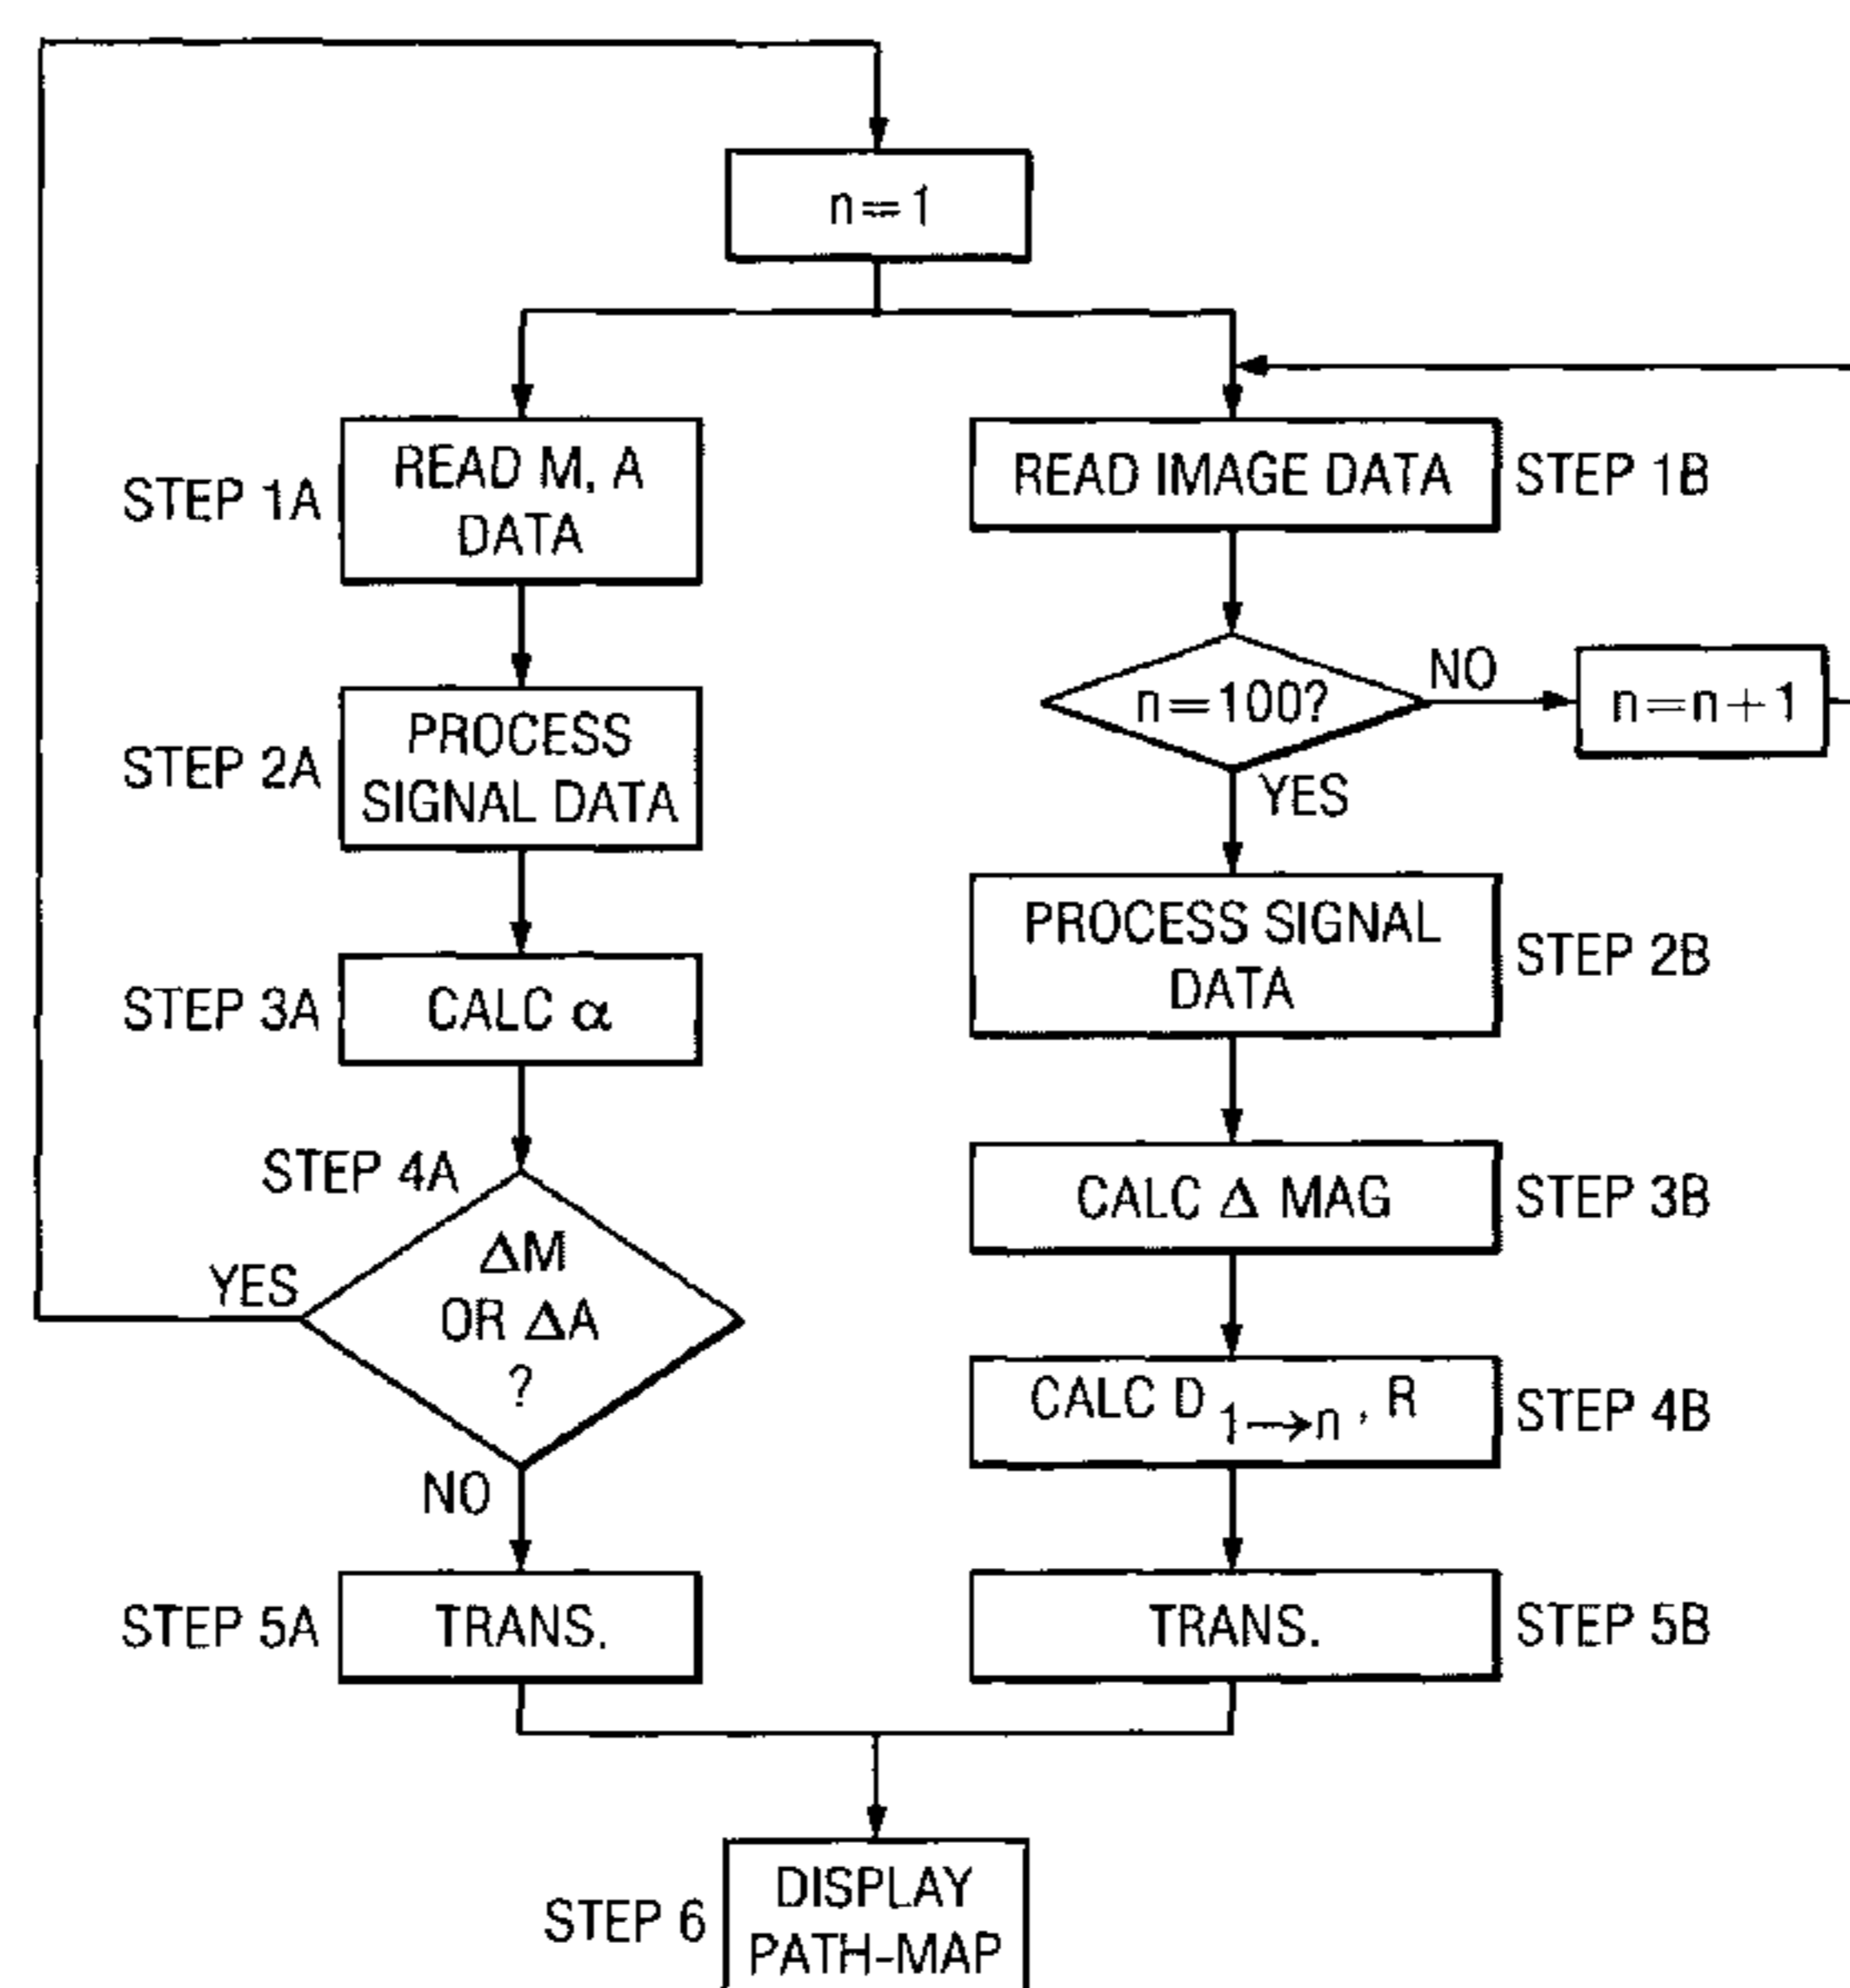 n=1
STEP 1A
READ M, A
DATA
READ IMAGE DATA
STEP 1B
n=100?
NO
n=n+1
YES
STEP 2A
PROCESS
SIGNAL DATA
PROCESS SIGNAL
DATA
STEP 2B
STEP 3A
CALC α
CALC Δ MAG
STEP 3B
STEP 4A
ΔM
OR ΔA
?
YES
NO
CALC D 1→n , R
STEP 4B
STEP 5A
TRANS.
TRANS.
STEP 5B
STEP 6
DISPLAY
PATH-MAP